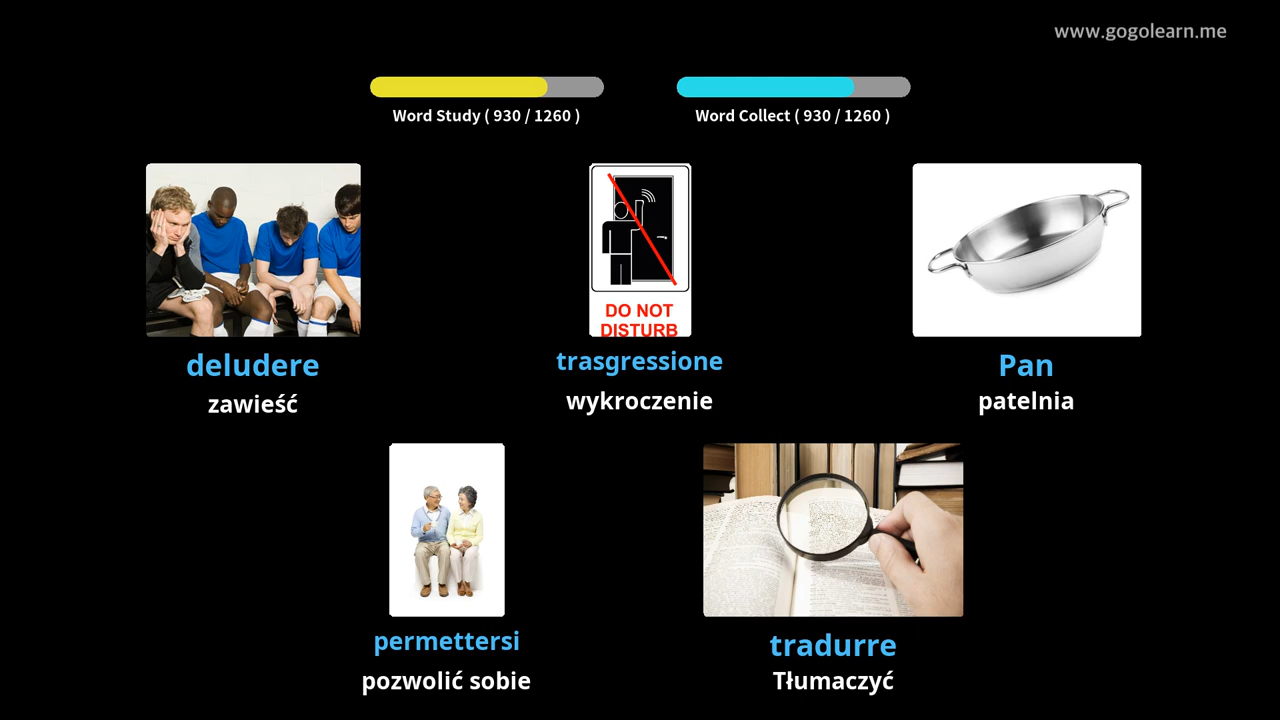 www.gogolearn.me
Word Study ( 930 / 1260 )
Word Collect ( 930 / 1260 )
DO NOT
DISTURB
deludere
zawieść
trasgressione
wykroczenie
Pan
patelnia
permettersi
pozwolić sobie
tradurre
Tłumaczyć